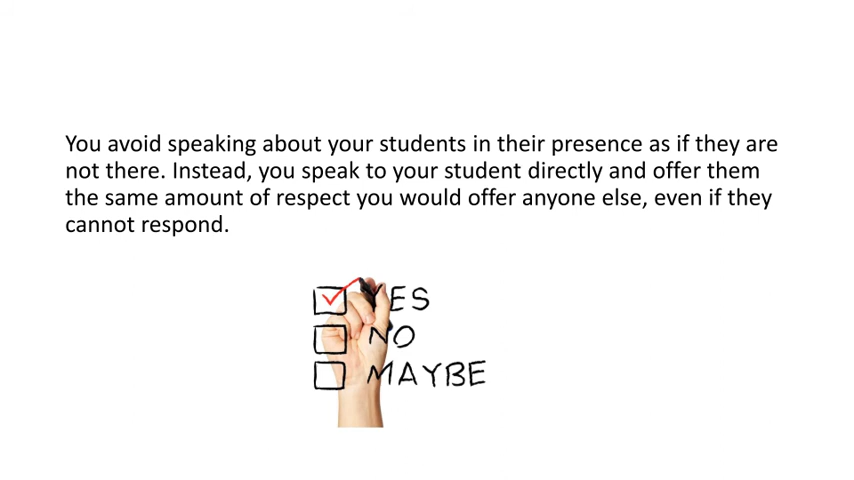 You avoid speaking about your students in their presence as if they are
not there. Instead, you speak to your student directly and offer them
the same amount of respect you would offer anyone else, even if they
cannot respond.
YES
NO
MAYBE